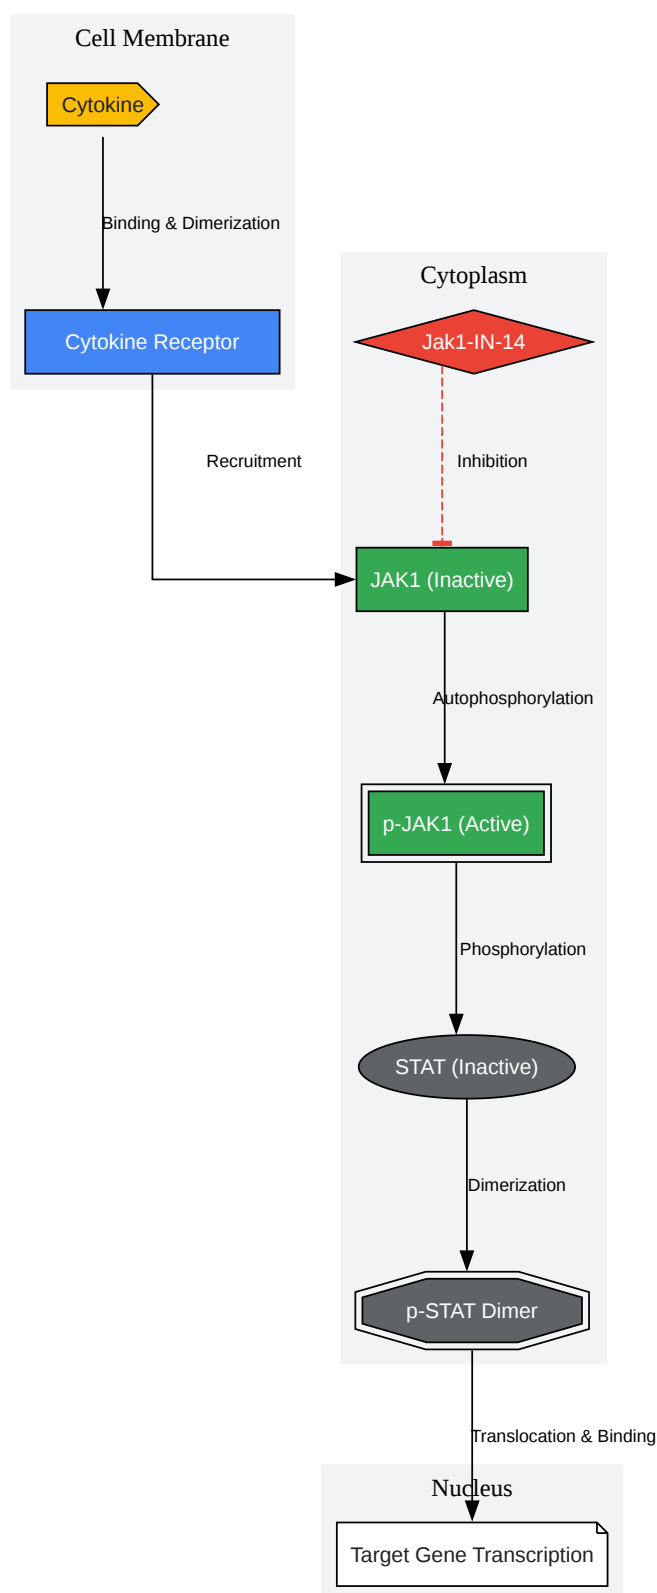 Cell Membrane
Cytokine
Binding & Dimerization
Cytokine Receptor
Cytoplasm
Jak1-IN-14
Recruitment
Inhibition
JAK1 (Inactive)
Autophosphorylation
p-JAK1 (Active)
Phosphorylation
STAT (Inactive)
Dimerization
p-STAT Dimer
Translocation & Binding
Nucleus
Target Gene Transcription